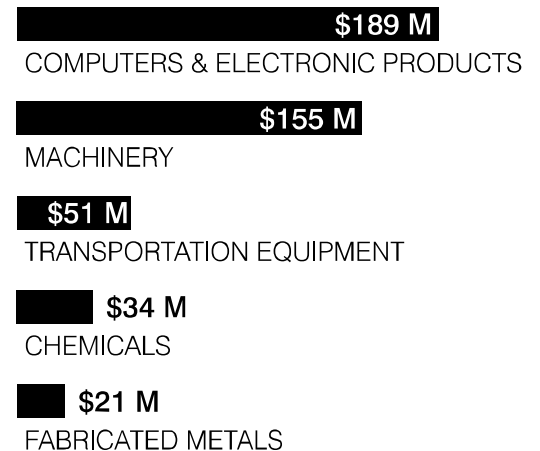 $189 M
COMPUTERS & ELECTRONIC PRODUCTS
$155 M
MACHINERY
$51 M
TRANSPORTATION EQUIPMENT
$34 M
CHEMICALS
$21 M
FABRICATED METALS